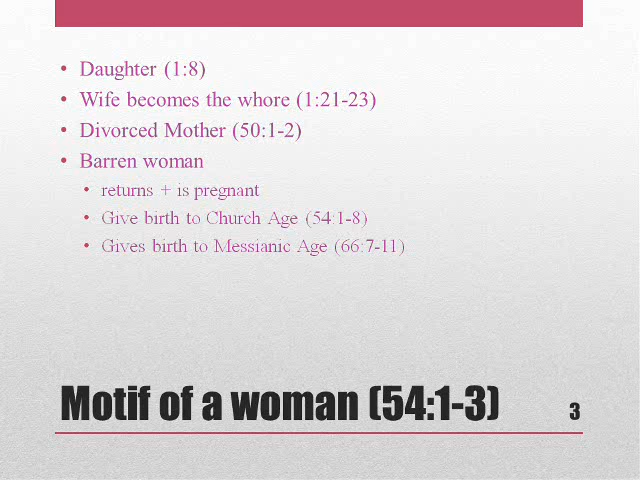 • Daughter (1:8)
• Wife becomes the whore (1:21-23)
• Divorced Mother (50:1-2)
• Barren woman
• returns + is pregnant
• Give birth to Church Age (54:1-8)
• Gives birth to Messianic Age (66:7-11)
Motif of a woman (54:1-3)
3